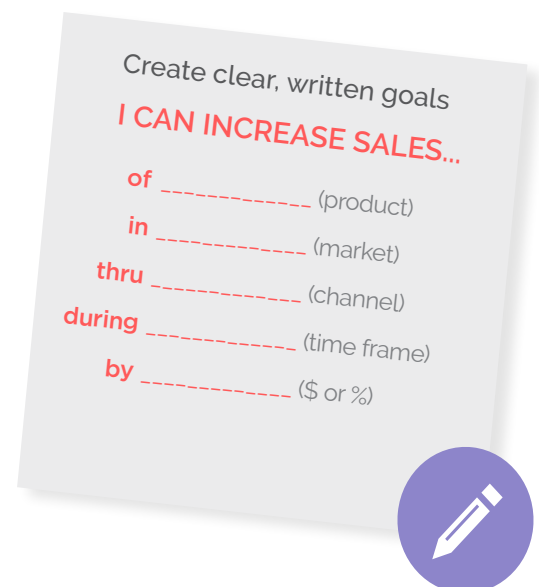 Create clear, written goals
I CAN INCREASE SALES...
of ____________ (product)
in ____________ (market)
thru ____________ (channel)
during ____________ (time frame)
by ____________ ($ or %)